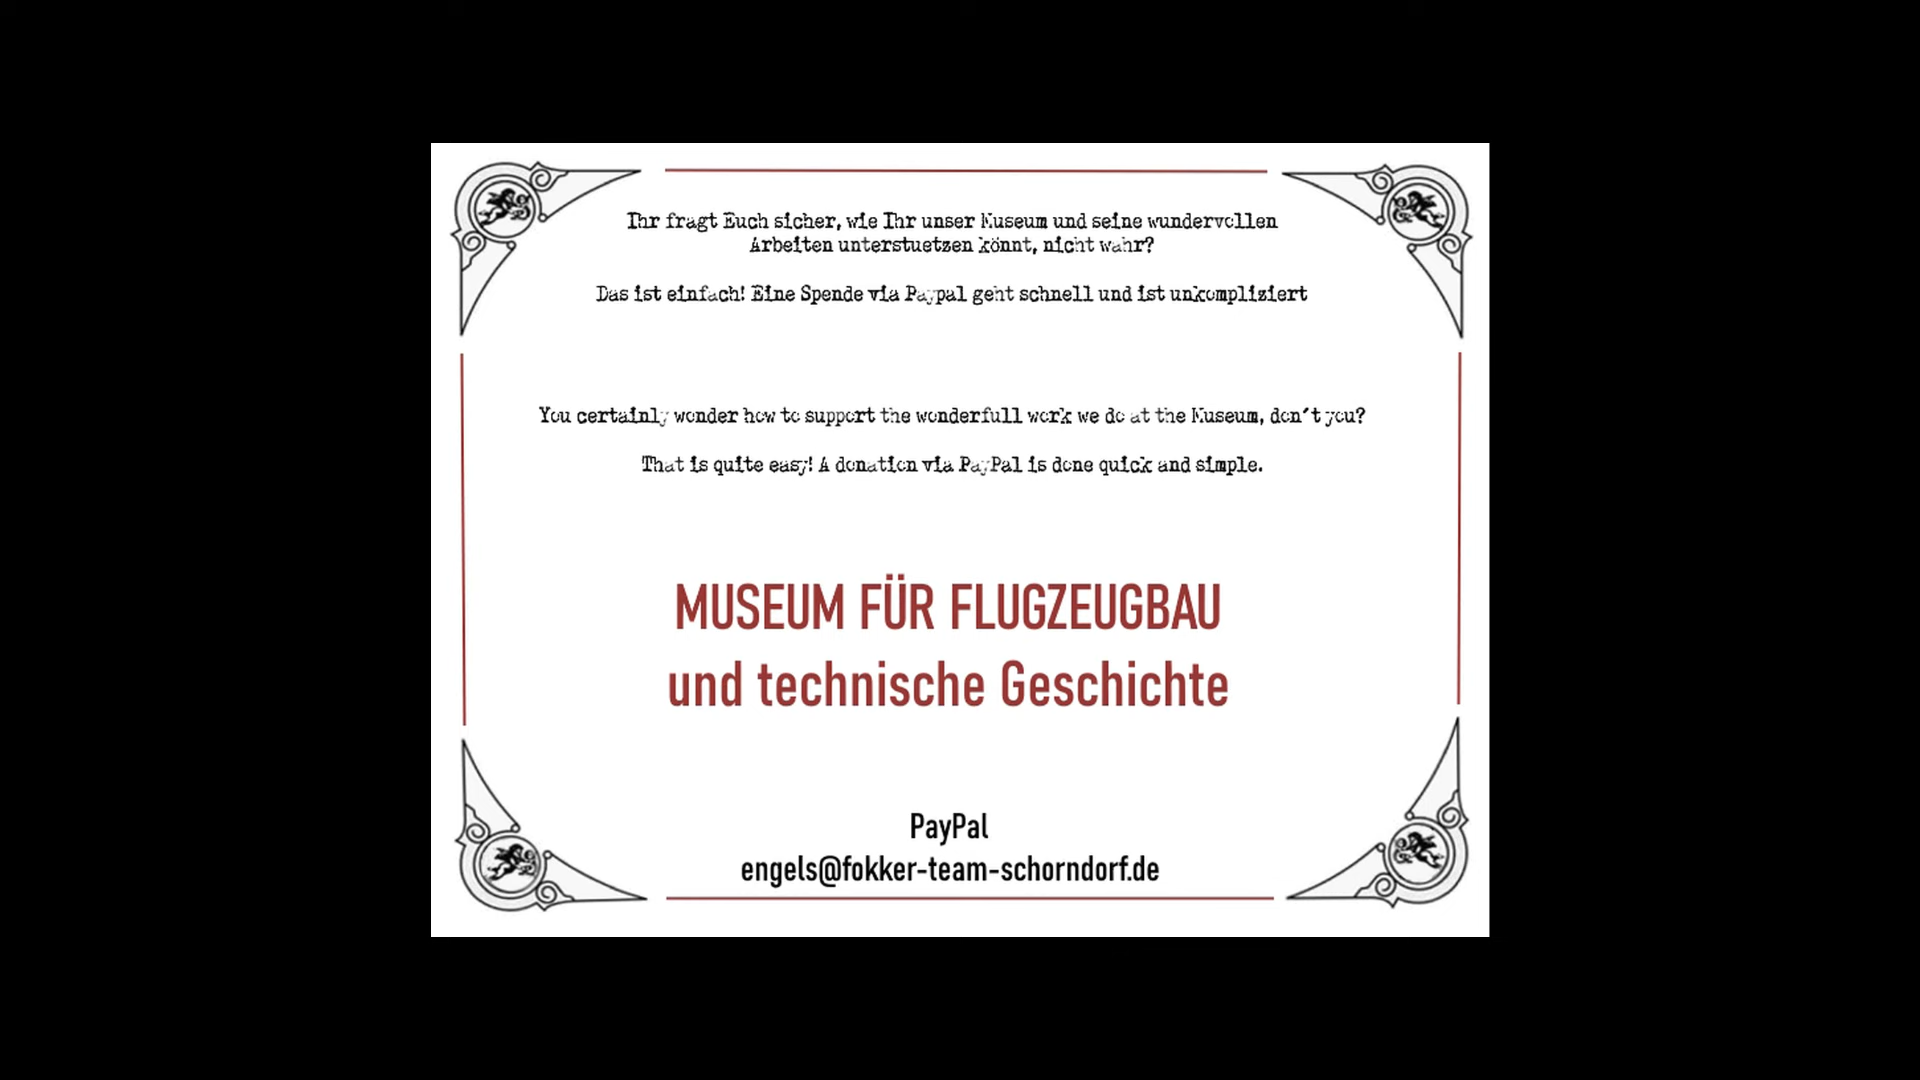 Ihr fragt Euch sicher, wie Ihr unser Museum und seine wundervollen
Arbeiten unterstuetzen könnt, nicht wahr?
Das ist einfach! Eine Spende via Paypal geht schnell und ist unkompliziert
You certainly wonder how to support the wonderfull work we do at the Museum, don´t you?
That is quite easy! A donation via PayPal is done quick and simple.
MUSEUM FÜR FLUGZEUGBAU
und technische Geschichte
PayPal
engels@fokker-team-schorndorf.de